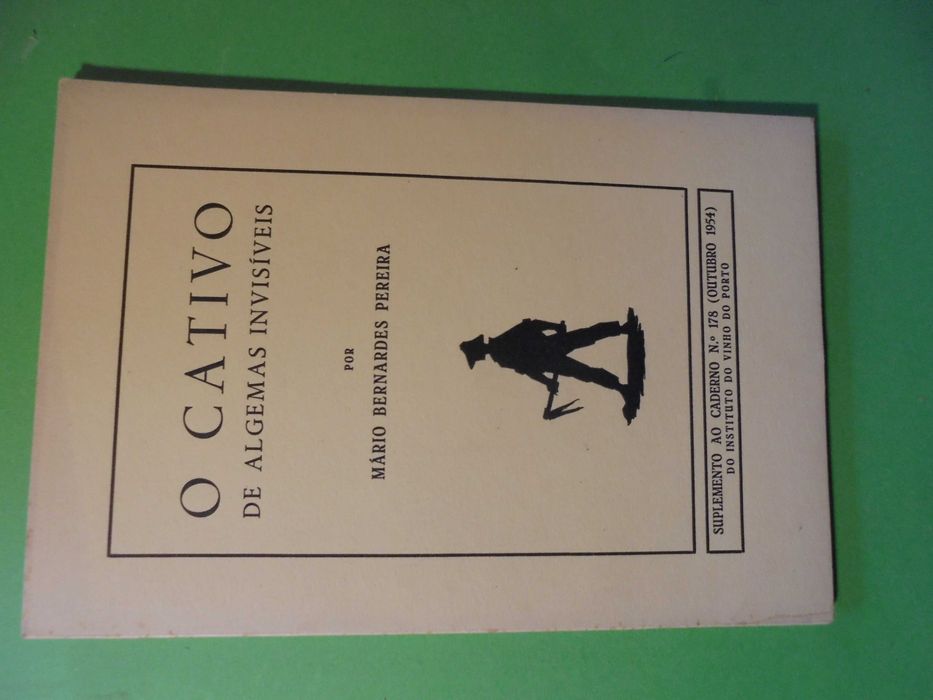 O CATIVO
DE ALGEMAS INVISÍVEIS
POR
MÁRIO BERNARDES PEREIRA
SUPLEMENTO AO CADERNO N.º 178 (OUTUBRO 1954)
DO INSTITUTO DO VINHO DO PORTO